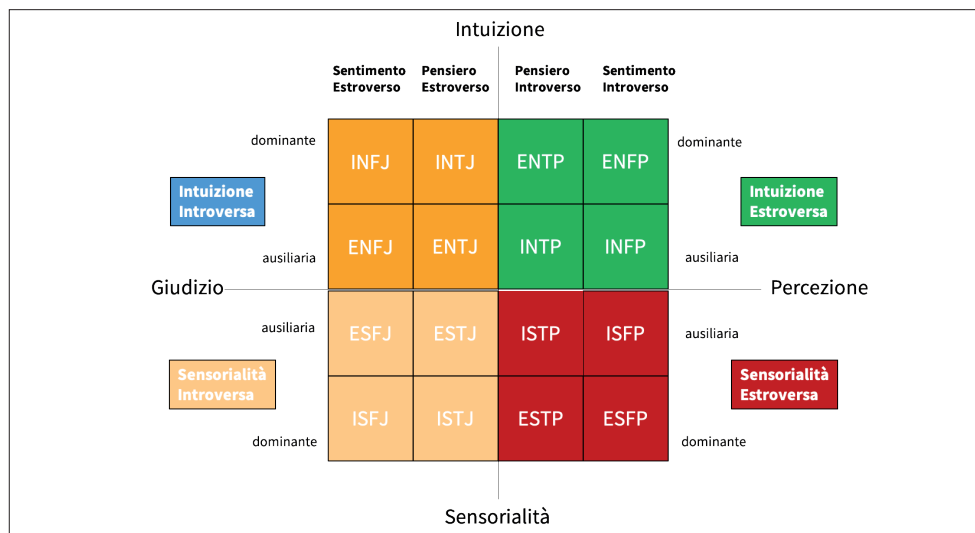 Intuizione
Sentimento Estroverso
Pensiero Estroverso
Pensiero Introverso
Sentimento Introverso
dominante
INFJ INTJ ENTP ENFP
dominante
Intuizione
Introversa
Intuizione
Estroversa
ausiliaria
ENFJ ENTJ INTP INFP
ausiliaria
Giudizio
Percezione
ausiliaria
ESFJ ESTJ ISTP ISFP
ausiliaria
Sensorialità
Introversa
Sensorialità
Estroversa
dominante
ISFJ ISTJ ESTP ESFP
dominante
Sensorialità